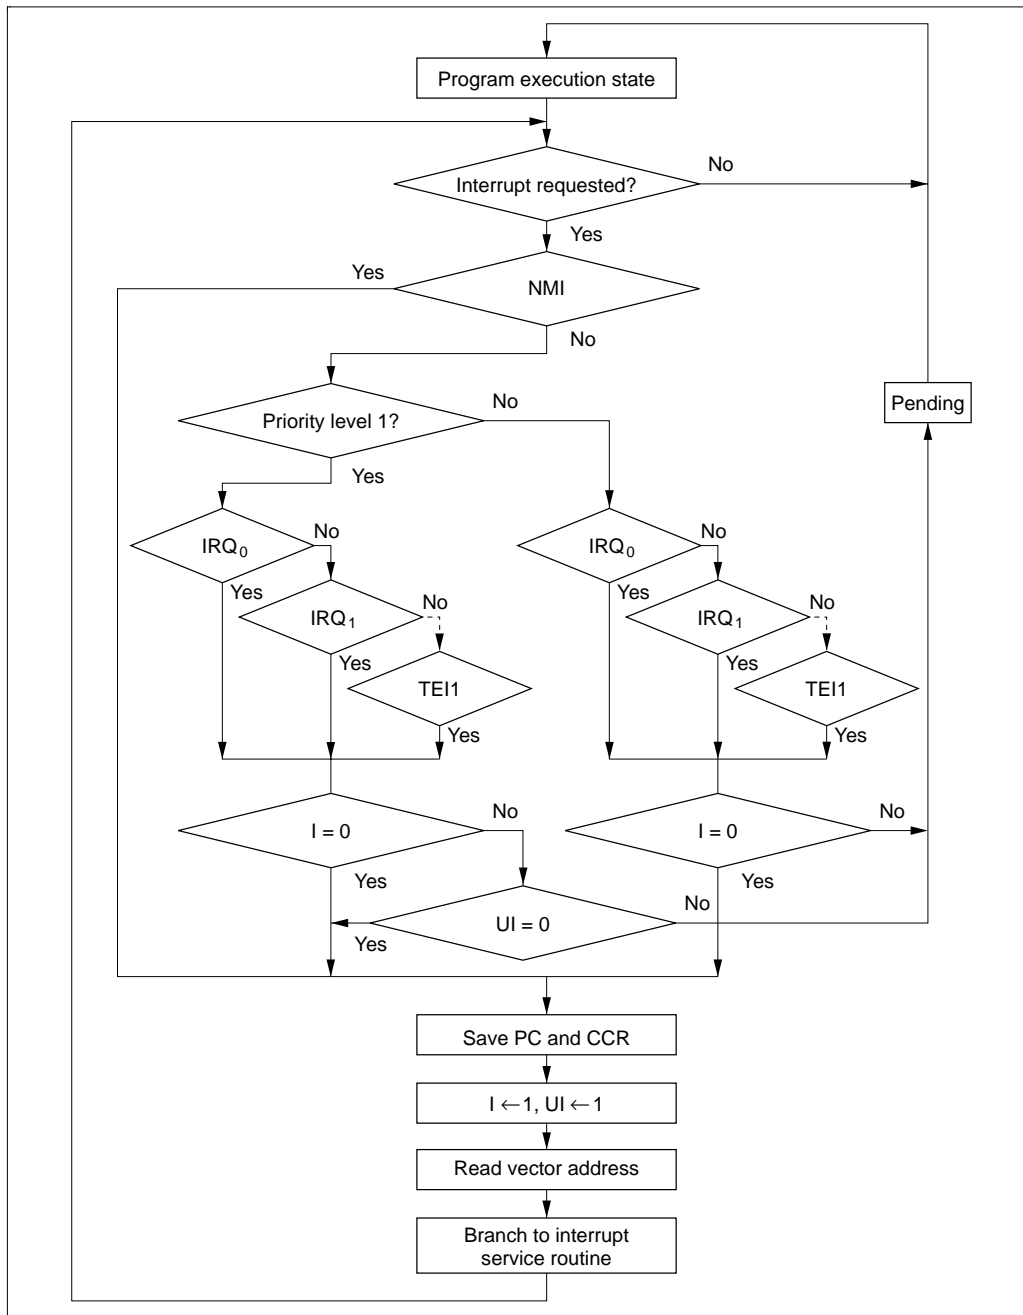 Program execution state
No
Interrupt requested?
Yes
Yes
NMI
No
No
Pending
Priority level 1?
Yes
No
No
IRQ0
IRQ0
Yes
No
Yes
No
IRQ1
IRQ1
Yes
Yes
TEI1
TEI1
Yes
Yes
No
No
I = 0
I = 0
Yes
Yes
No
UI = 0
Yes
Save PC and CCR
I ←1, UI ←1
Read vector address
Branch to interrupt
service routine